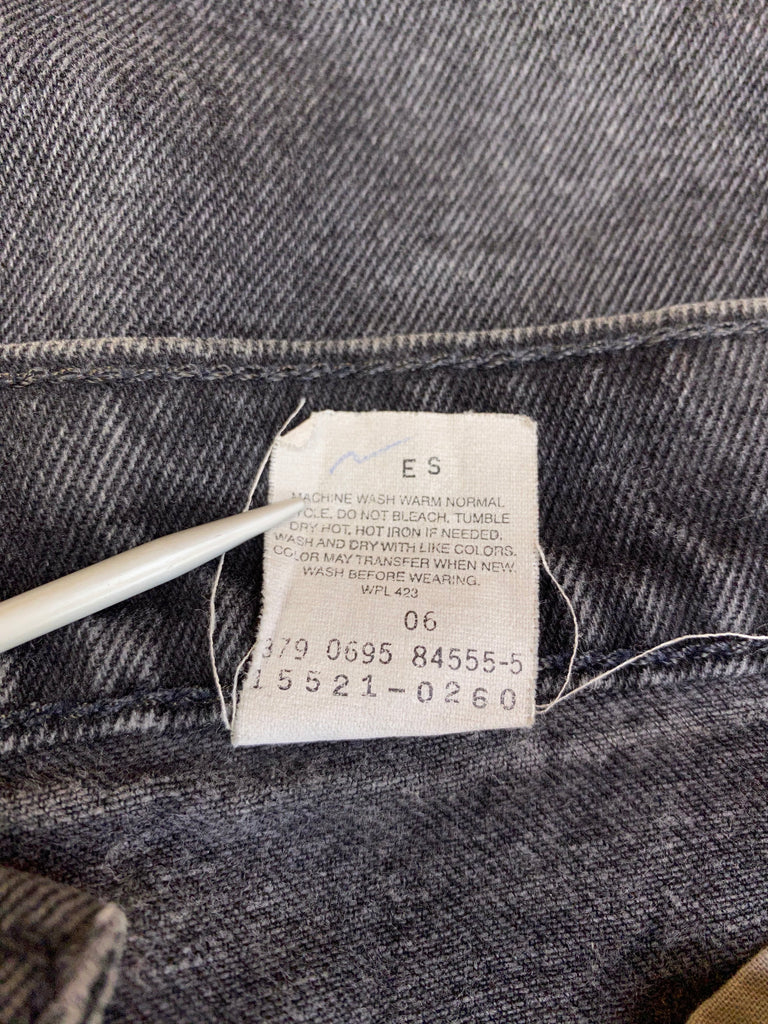 E S
MACHINE WASH WARM NORMAL
CYCLE. DO NOT BLEACH. TUMBLE
DRY HOT, HOT IRON IF NEEDED.
WASH AND DRY WITH LIKE COLORS.
COLOR MAY TRANSFER WHEN NEW,
WASH BEFORE WEARING.
WPL 423
06
379 0695 84555-5
15521-0260